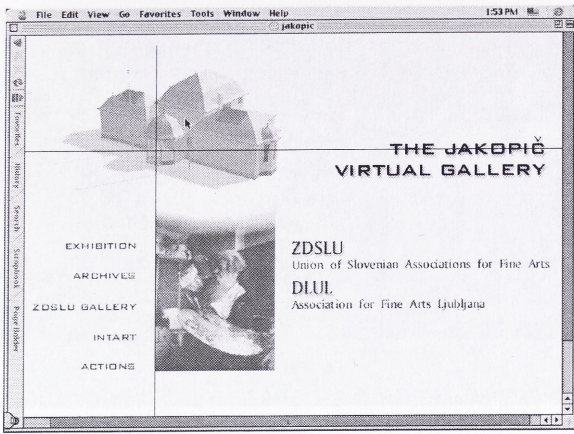 File Edit View Go Favorites Tools Window Help
1:53 PM
jakopic
Favorites
History
Search
Scrapbook
Page Holder
THE JAKOPIČ
VIRTUAL GALLERY
EXHIBITION
ARCHIVES
ZDSLU GALLERY
INTART
ACTIONS
ZDSLU
Union of Slovenian Associations for Fine Arts
DLUL
Association for Fine Arts Ljubljana